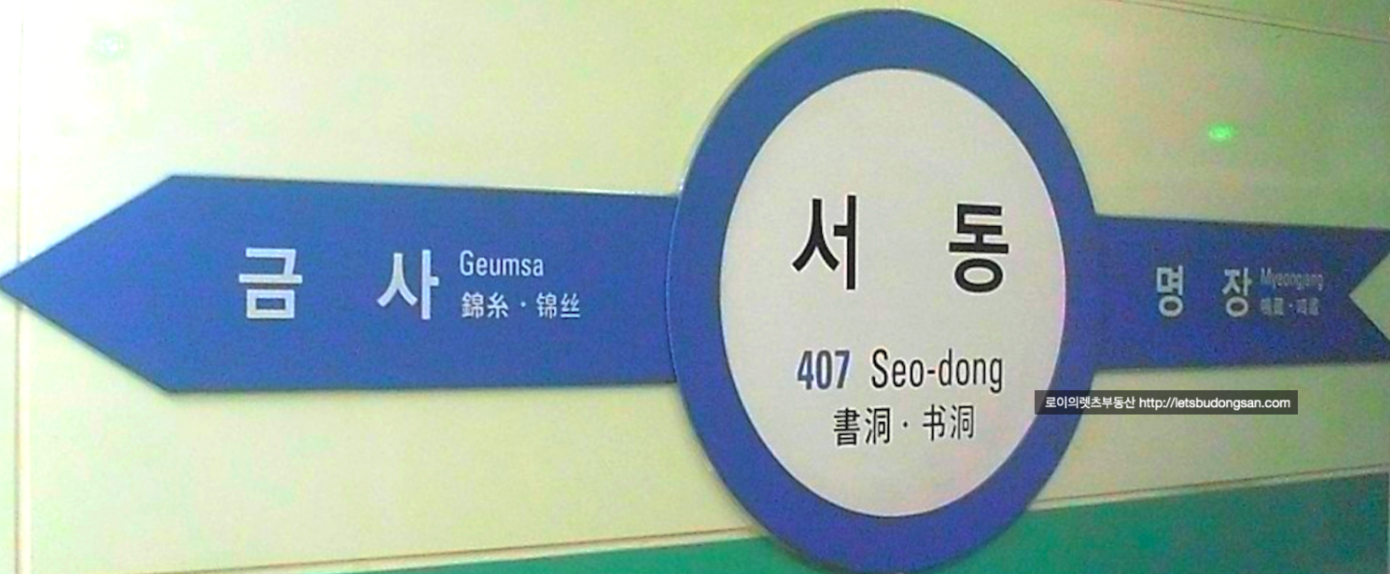 금 사
Geumsa
錦糸 · 锦丝
서 동
407 Seo-dong
書洞 · 书洞
명 장
Myeongjang
로이의렛츠부동산 http://letsbudongsan.com